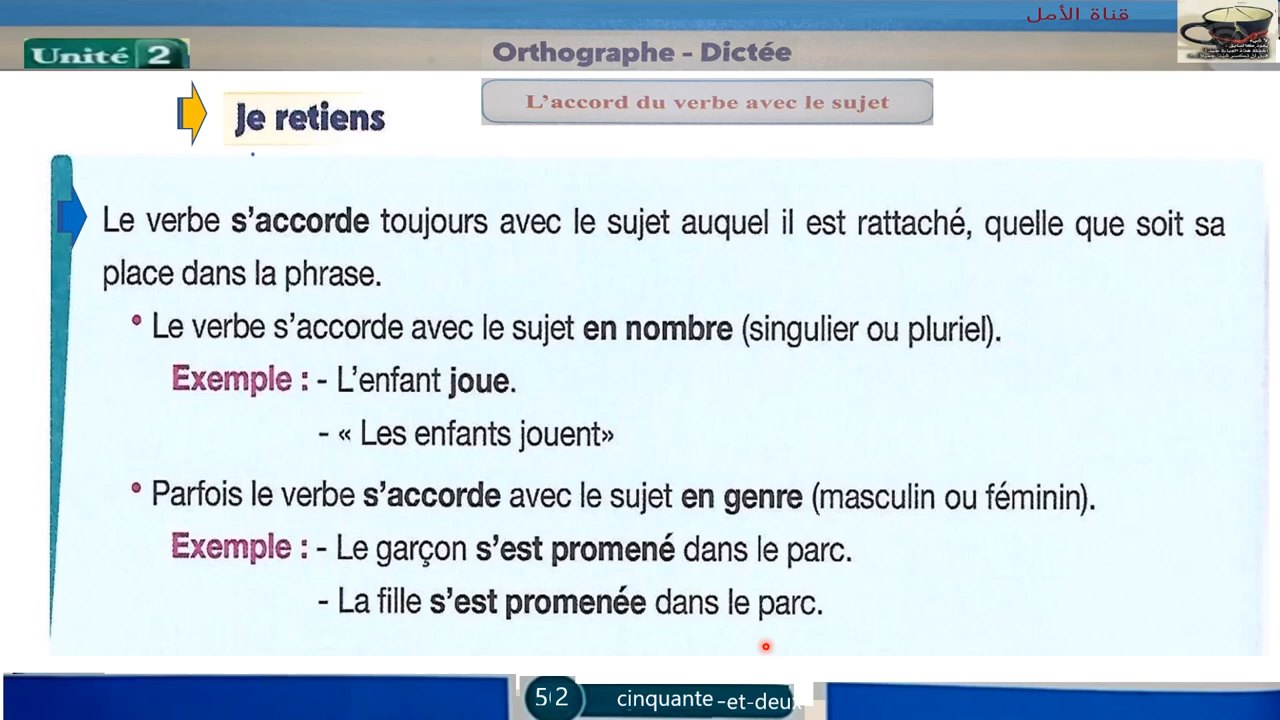 قناة الأمل
Unité 2
Orthographe - Dictée
Je retiens
L'accord du verbe avec le sujet
Le verbe s'accorde toujours avec le sujet auquel il est rattaché, quelle que soit sa
place dans la phrase.
• Le verbe s'accorde avec le sujet en nombre (singulier ou pluriel).
Exemple : - L'enfant joue.
- « Les enfants jouent»
• Parfois le verbe s'accorde avec le sujet en genre (masculin ou féminin).
Exemple : - Le garçon s'est promené dans le parc.
- La fille s'est promenée dans le parc.
52 cinquante-et-deux